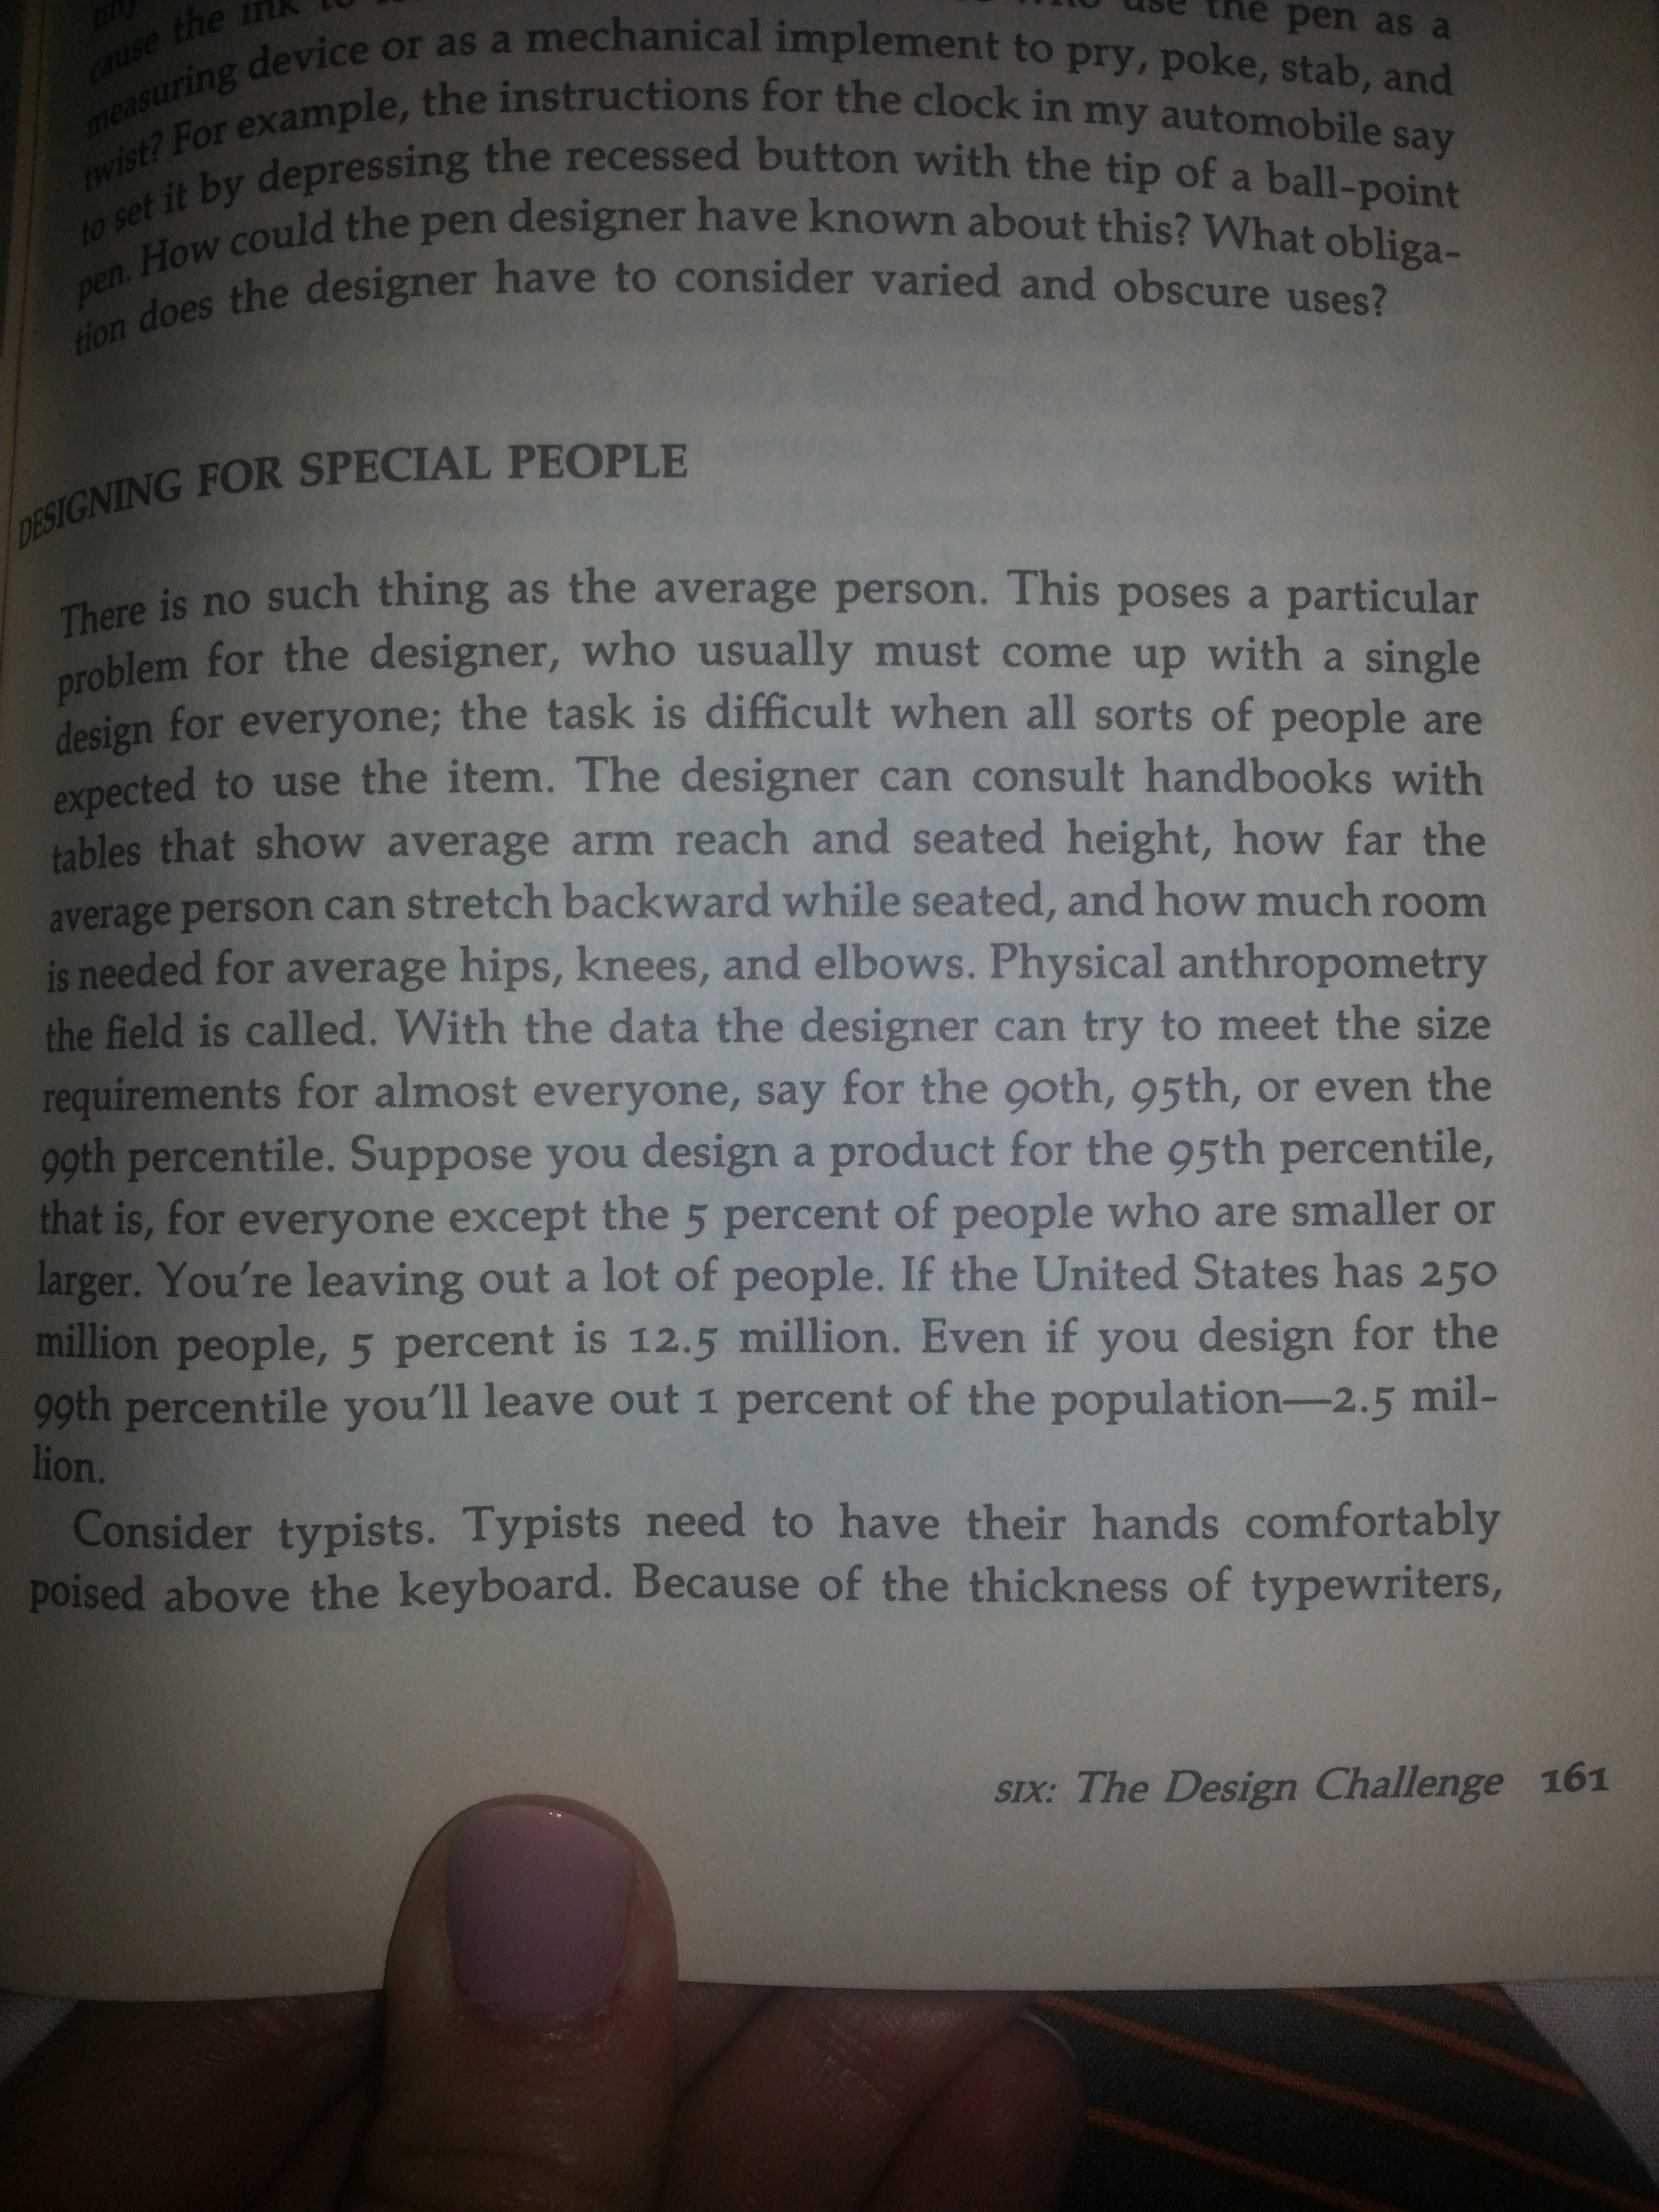 cause the ink to use the pen as a
measuring device or as a mechanical implement to pry, poke, stab, and
twist? For example, the instructions for the clock in my automobile say
to set it by depressing the recessed button with the tip of a ball-point
pen. How could the pen designer have known about this? What obliga-
tion does the designer have to consider varied and obscure uses?
DESIGNING FOR SPECIAL PEOPLE
There is no such thing as the average person. This poses a particular
problem for the designer, who usually must come up with a single
design for everyone; the task is difficult when all sorts of people are
expected to use the item. The designer can consult handbooks with
tables that show average arm reach and seated height, how far the
average person can stretch backward while seated, and how much room
is needed for average hips, knees, and elbows. Physical anthropometry
the field is called. With the data the designer can try to meet the size
requirements for almost everyone, say for the 90th, 95th, or even the
99th percentile. Suppose you design a product for the 95th percentile,
that is, for everyone except the 5 percent of people who are smaller or
larger. You're leaving out a lot of people. If the United States has 250
million people, 5 percent is 12.5 million. Even if you design for the
99th percentile you'll leave out 1 percent of the population—2.5 mil-
lion.
Consider typists. Typists need to have their hands comfortably
poised above the keyboard. Because of the thickness of typewriters,
SIX: The Design Challenge 161